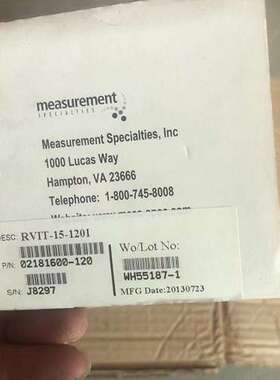 measurement
SPECIALTIES
Measurement Specialties, Inc
1000 Lucas Way
Hampton, VA 23666
Telephone: 1-800-745-8008
DESC: RVIT-15-120I
P/N: 02181600-120
S/N: J8297
Wo/Lot No:
WH55187-1
MFG Date:20130723